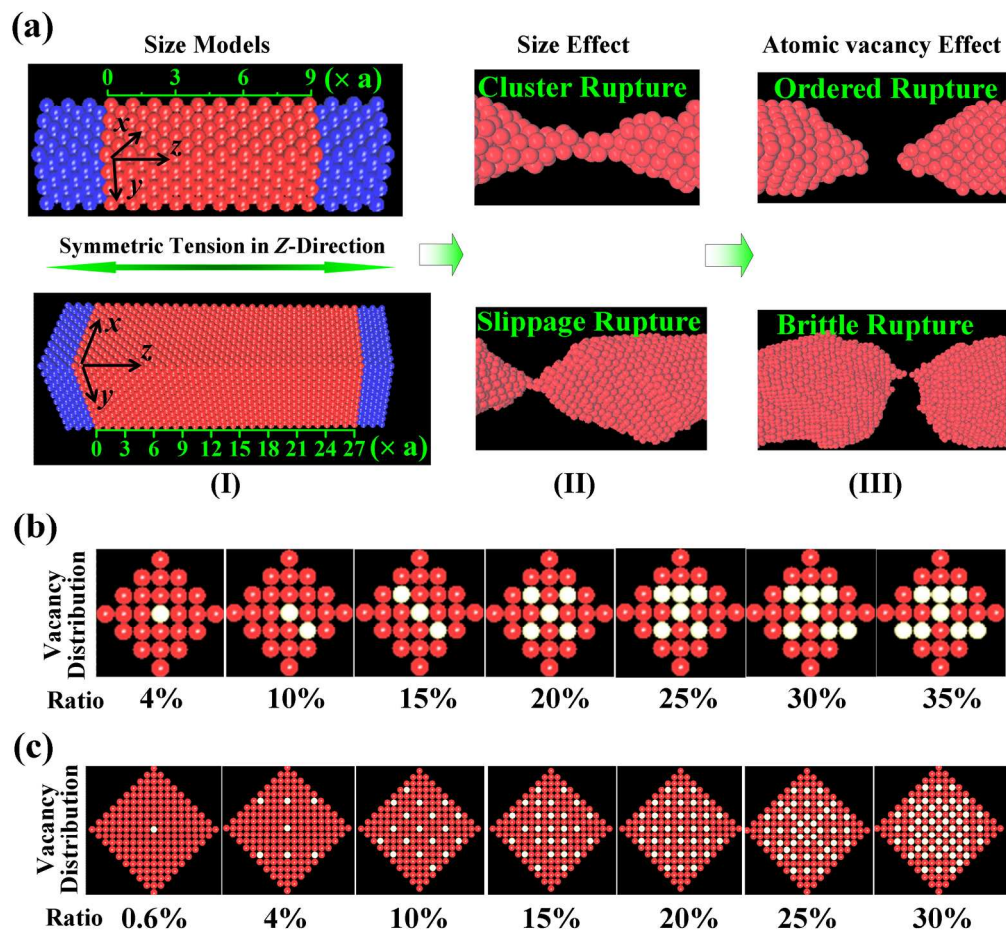 (a)
Size Models
Size Effect
Atomic vacancy Effect
0 3 6 9 (× a)
x
z
y
Cluster Rupture
Ordered Rupture
Symmetric Tension in Z-Direction
x
z
y
0 3 6 9 12 15 18 21 24 27 (× a)
Slippage Rupture
Brittle Rupture
(I)
(II)
(III)
(b)
Vacancy
Distribution
Ratio 4% 10% 15% 20% 25% 30% 35%
(c)
Vacancy
Distribution
Ratio 0.6% 4% 10% 15% 20% 25% 30%